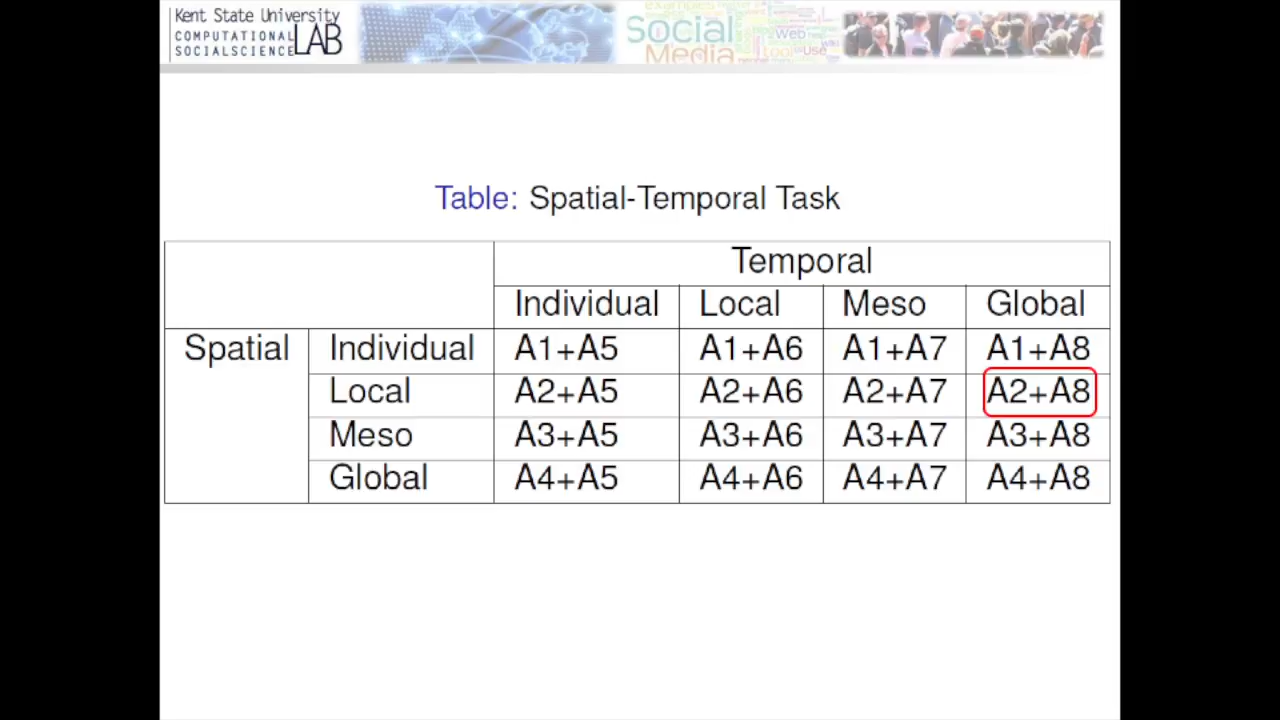 Kent State University
COMPUTATIONAL
SOCIALSCIENCE LAB
Social
Media
Web
Use
Table: Spatial-Temporal Task
Temporal
Individual Local Meso Global
Spatial Individual A1+A5 A1+A6 A1+A7 A1+A8
Local A2+A5 A2+A6 A2+A7 A2+A8
Meso A3+A5 A3+A6 A3+A7 A3+A8
Global A4+A5 A4+A6 A4+A7 A4+A8